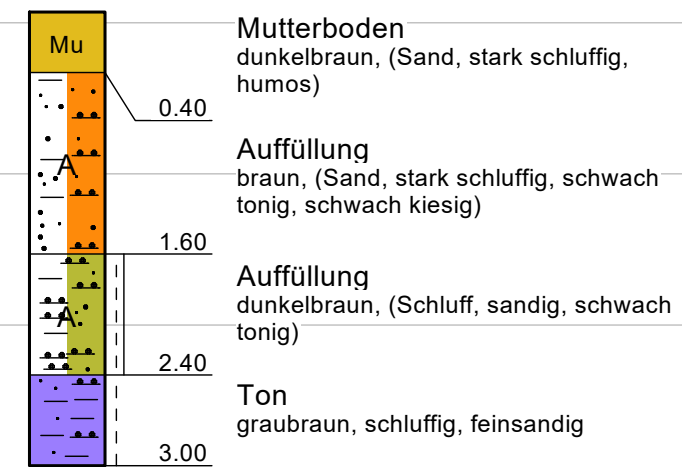 Mu
Mutterboden
dunkelbraun, (Sand, stark schluffig,
humos)
0.40
A
Auffüllung
braun, (Sand, stark schluffig, schwach
tonig, schwach kiesig)
1.60
A
Auffüllung
dunkelbraun, (Schluff, sandig, schwach
tonig)
2.40
Ton
graubraun, schluffig, feinsandig
3.00